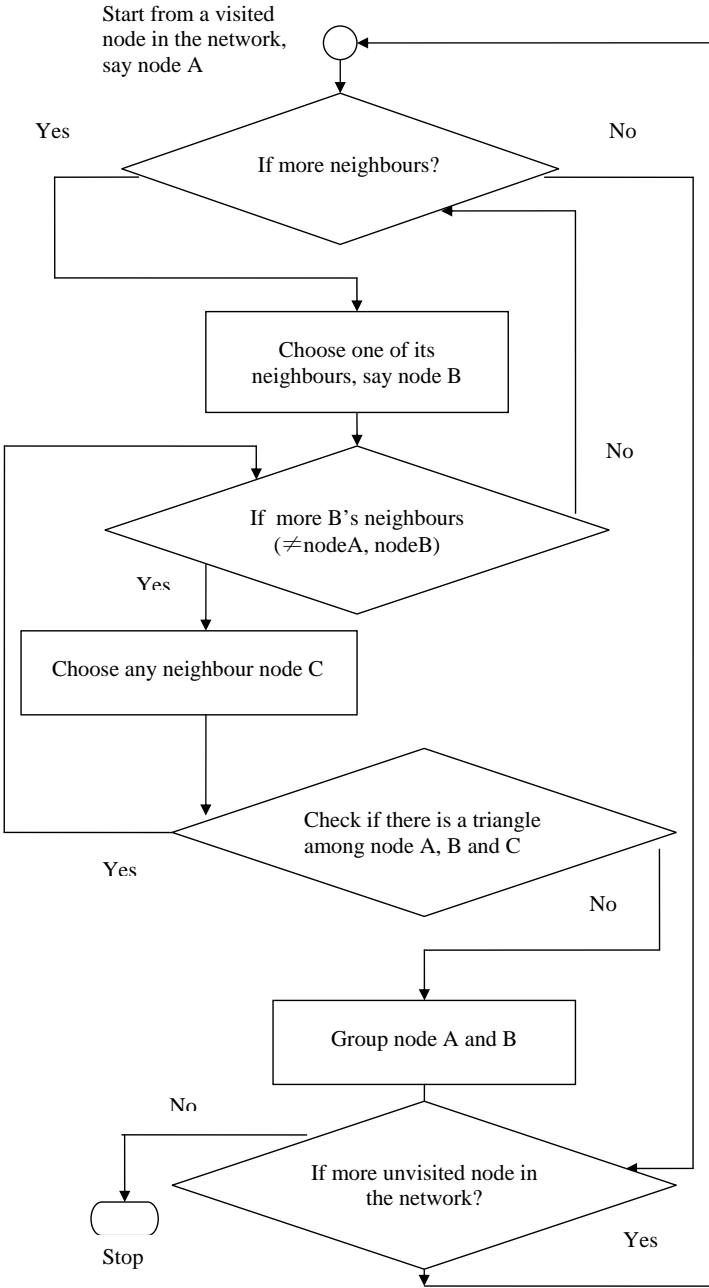 Start from a visited
node in the network,
say node A
Yes
No
If more neighbours?
Choose one of its
neighbours, say node B
No
If  more B's neighbours
(≠nodeA, nodeB)
Yes
Choose any neighbour node C
Check if there is a triangle
among node A, B and C
Yes
No
Group node A and B
No
If more unvisited node in
the network?
Yes
Stop